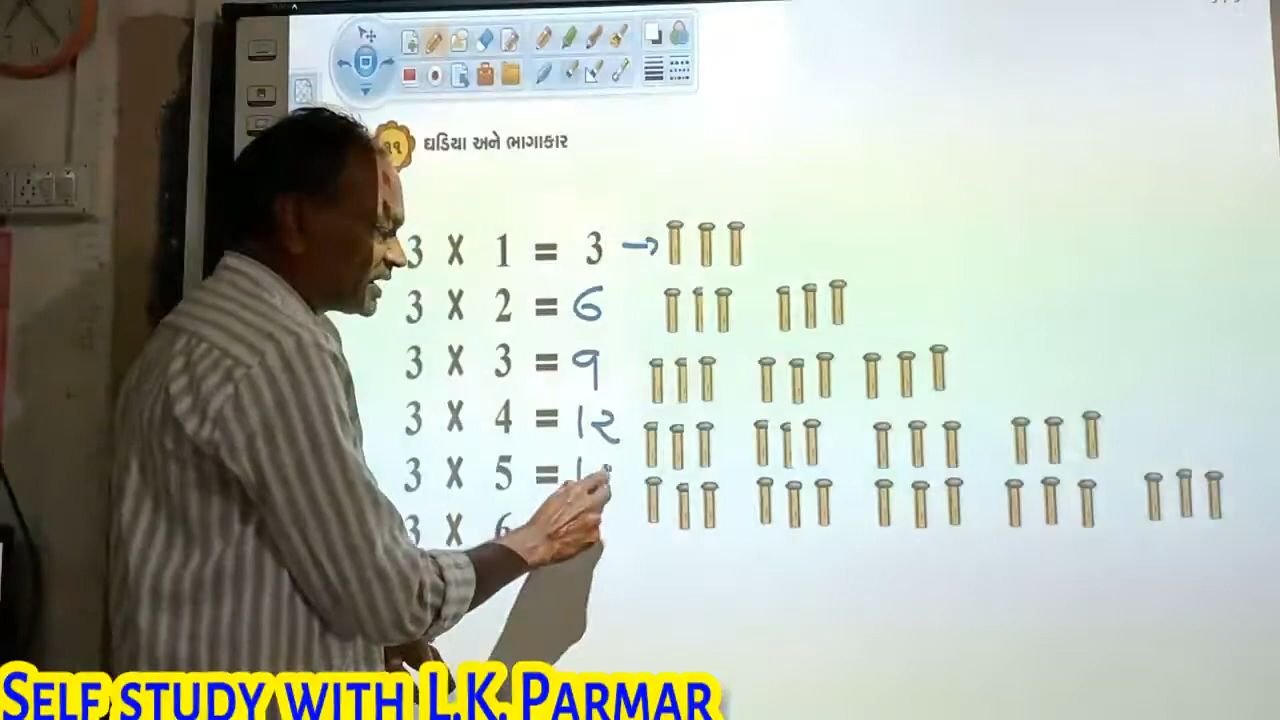 ૧૧ ઘડિયા અને ભાગાકાર
3 X 1 = 3 →
3 X 2 = 6
3 X 3 = 9
3 X 4 = 12
3 X 5 =
3 X 6
SELF STUDY WITH L.K. PARMAR